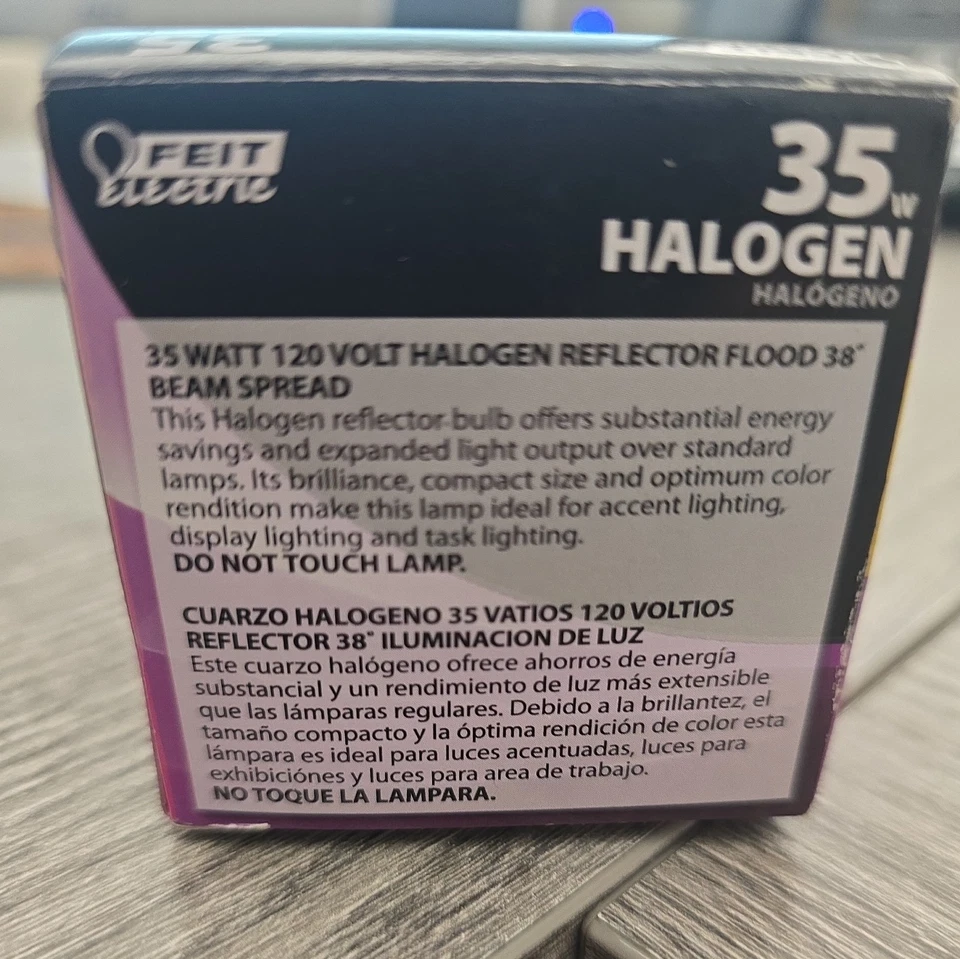 35
FEIT
electric
35W
HALOGEN
HALÓGENO
35 WATT 120 VOLT HALOGEN REFLECTOR FLOOD 38°
BEAM SPREAD
This Halogen reflector bulb offers substantial energy
savings and expanded light output over standard
lamps. Its brilliance, compact size and optimum color
rendition make this lamp ideal for accent lighting,
display lighting and task lighting.
DO NOT TOUCH LAMP.
CUARZO HALOGENO 35 VATIOS 120 VOLTIOS
REFLECTOR 38° ILUMINACION DE LUZ
Este cuarzo halógeno ofrece ahorros de energía
substancial y un rendimiento de luz más extensible
que las lámparas regulares. Debido a la brillantez, el
tamaño compacto y la óptima rendición de color esta
lámpara es ideal para luces acentuadas, luces para
exhibiciónes y luces para area de trabajo.
NO TOQUE LA LAMPARA.